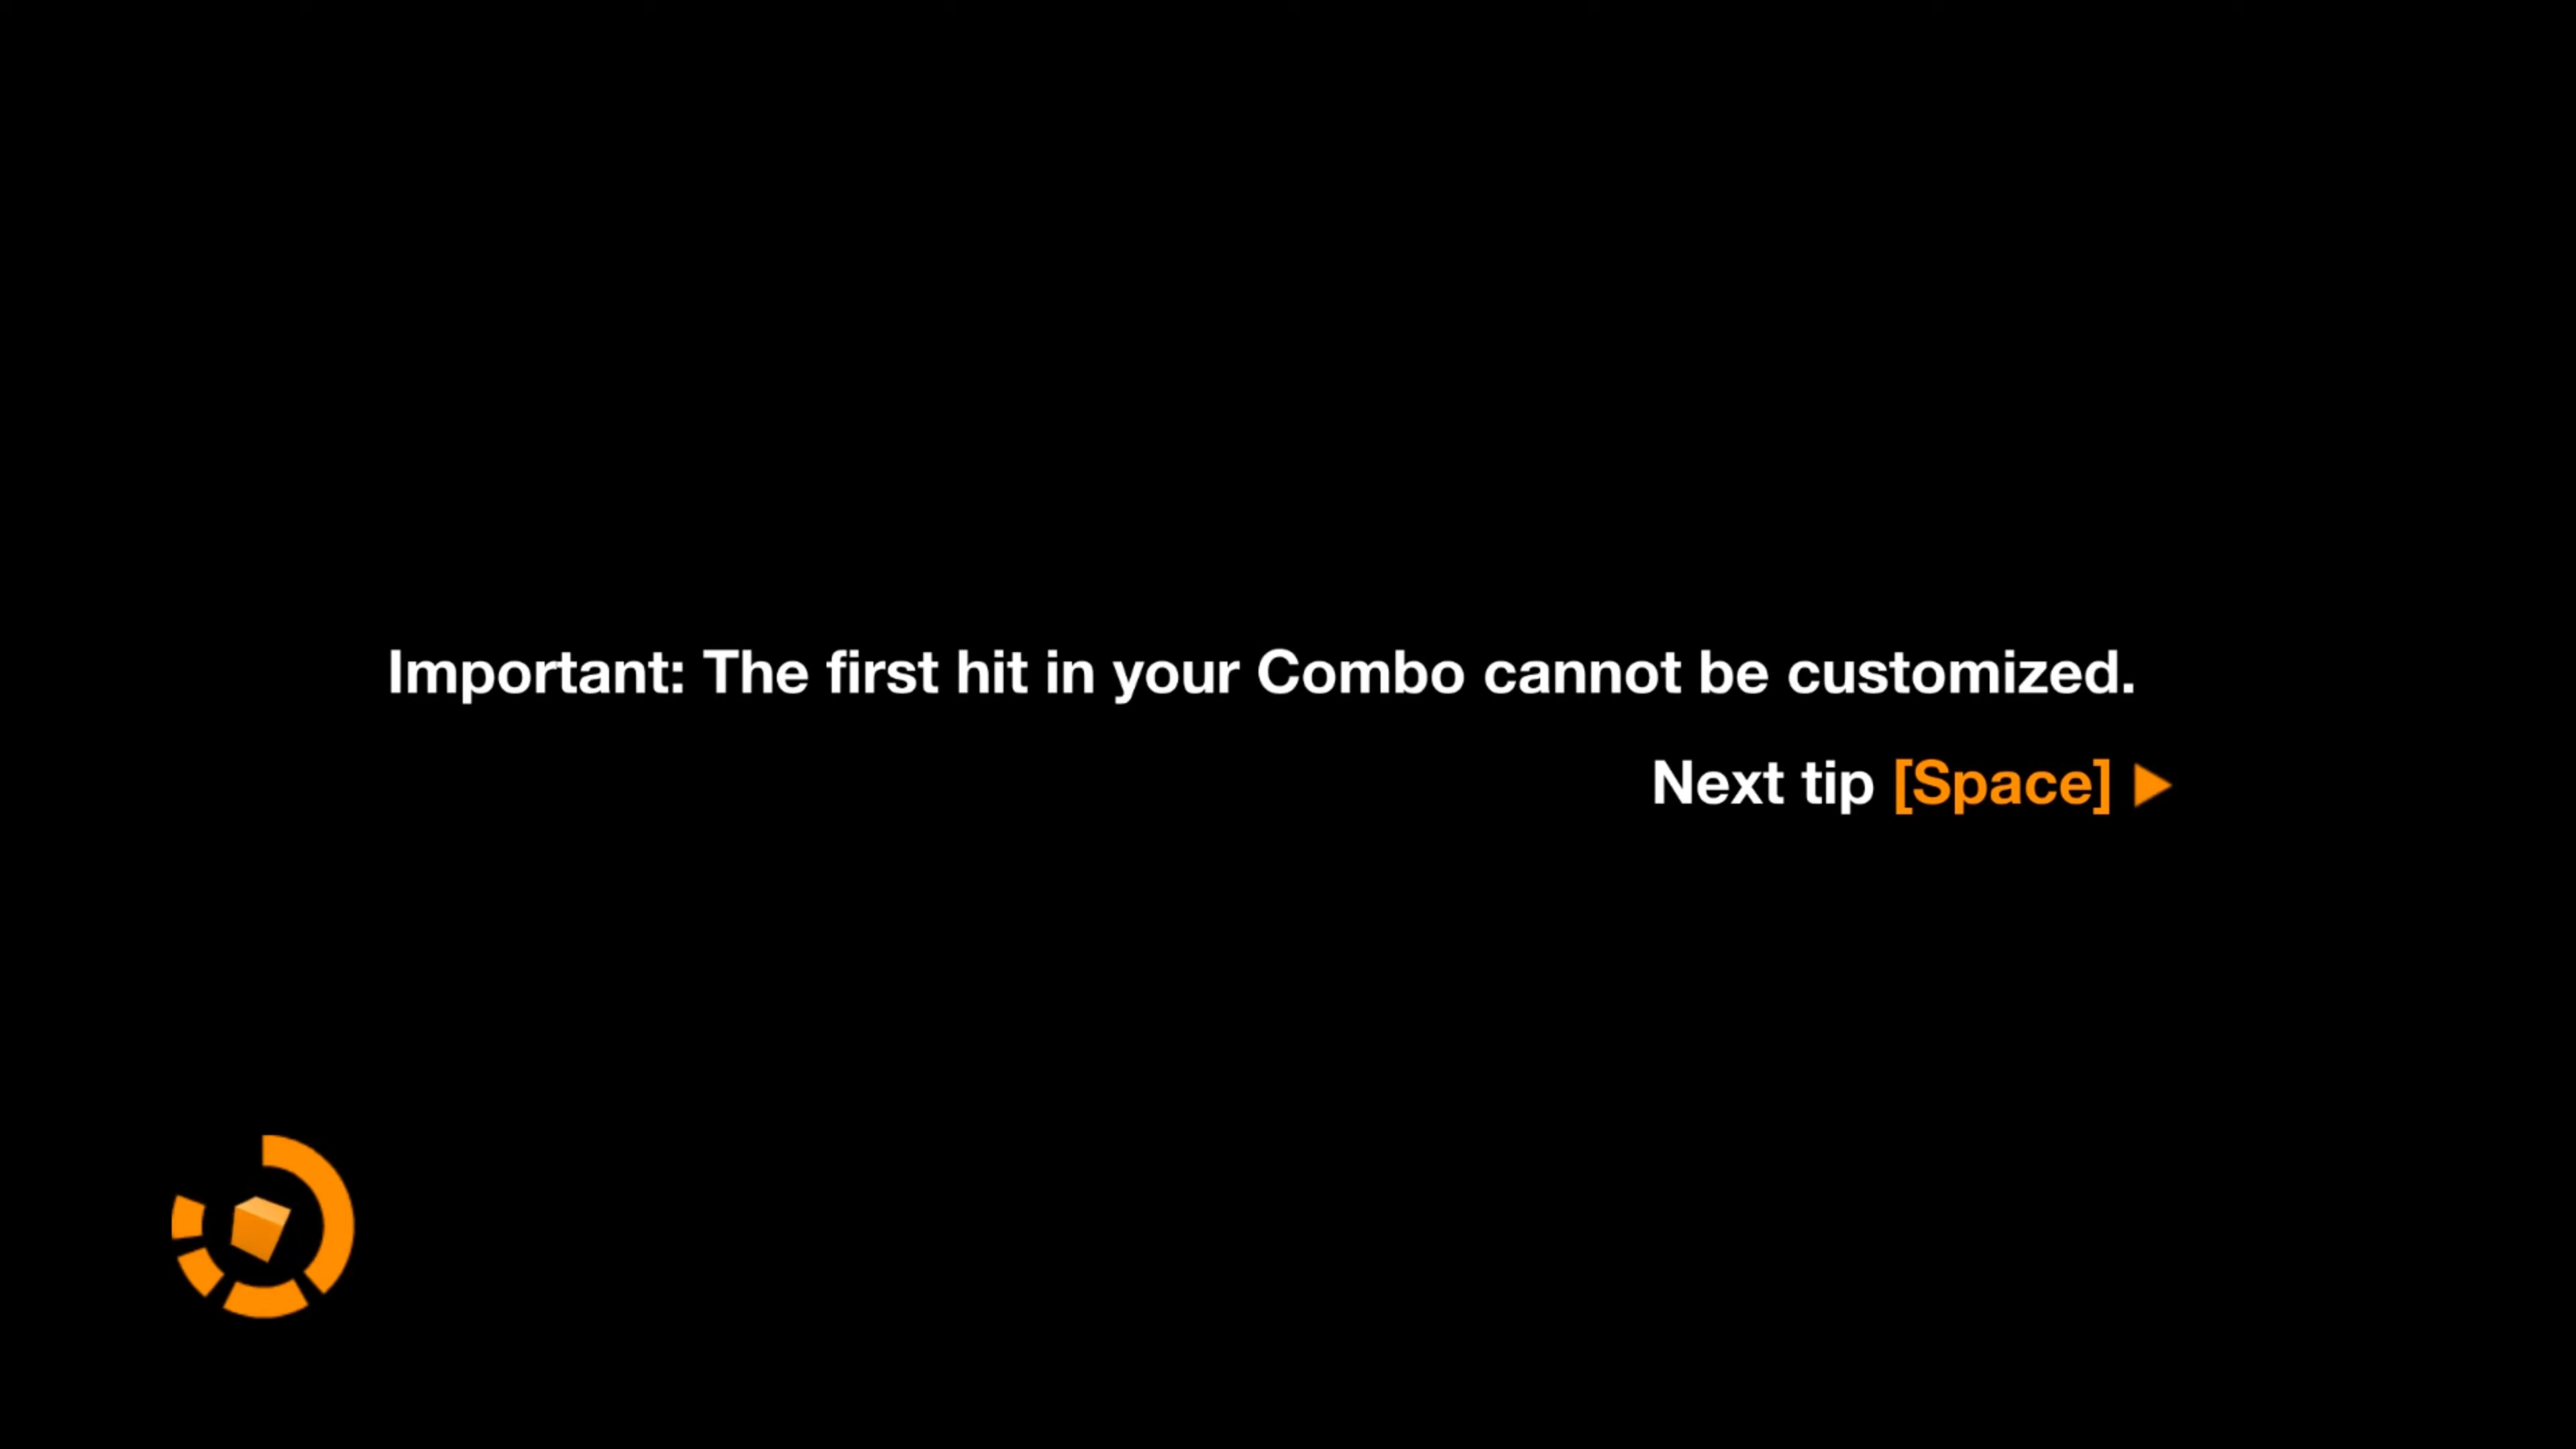 Important: The first hit in your Combo cannot be customized.
Next tip [Space]